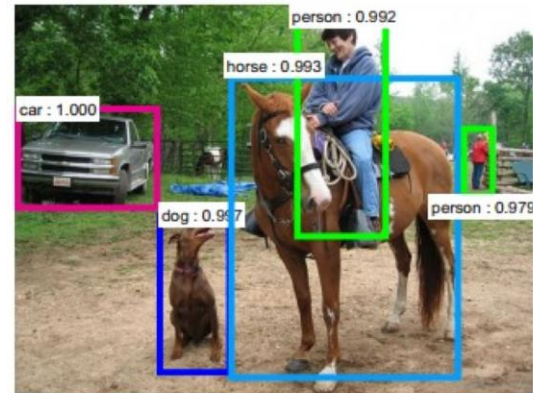 person : 0.992
horse : 0.993
car : 1.000
dog : 0.997
person : 0.979